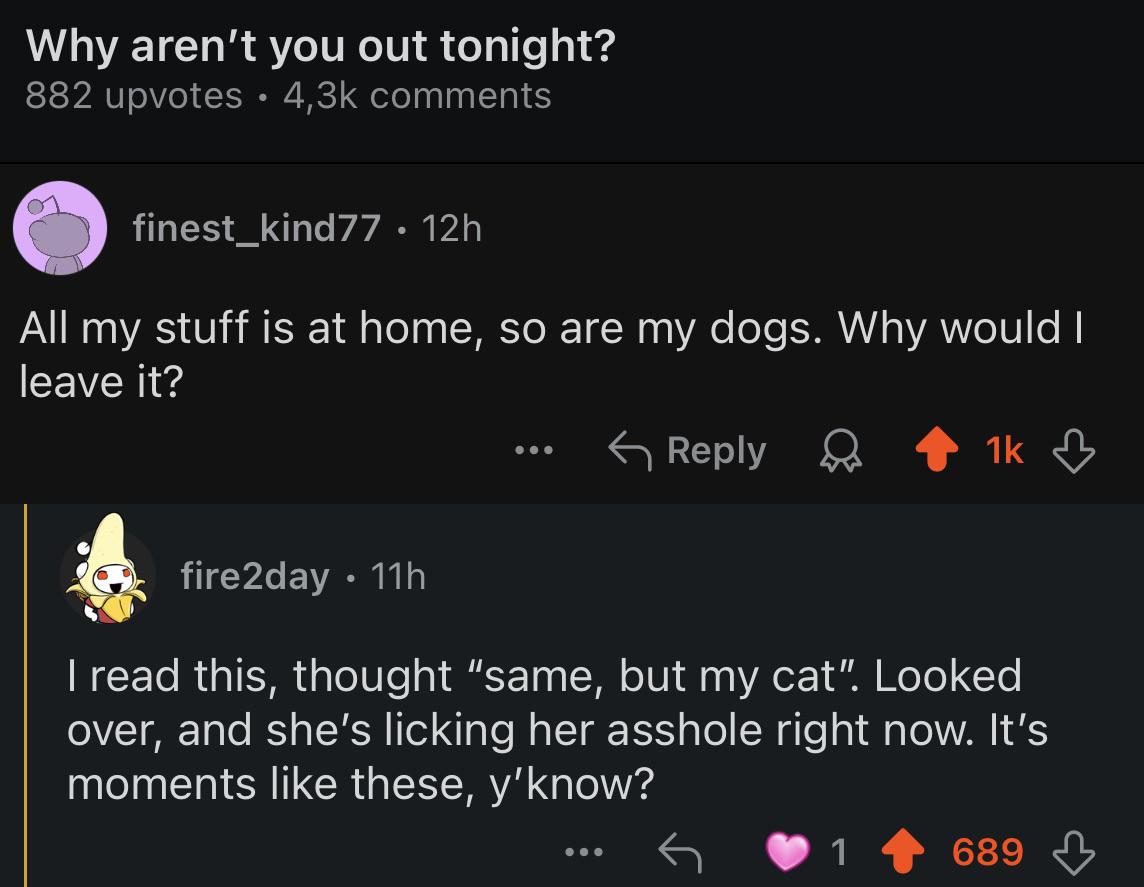 Why aren’t you out tonight?
882 upvotes • 4,3k comments
finest_kind77 • 12h
All my stuff is at home, so are my dogs. Why would I
leave it?
Reply 1k
fire2day • 11h
I read this, thought “same, but my cat”. Looked
over, and she’s licking her asshole right now. It’s
moments like these, y’know?
1 689